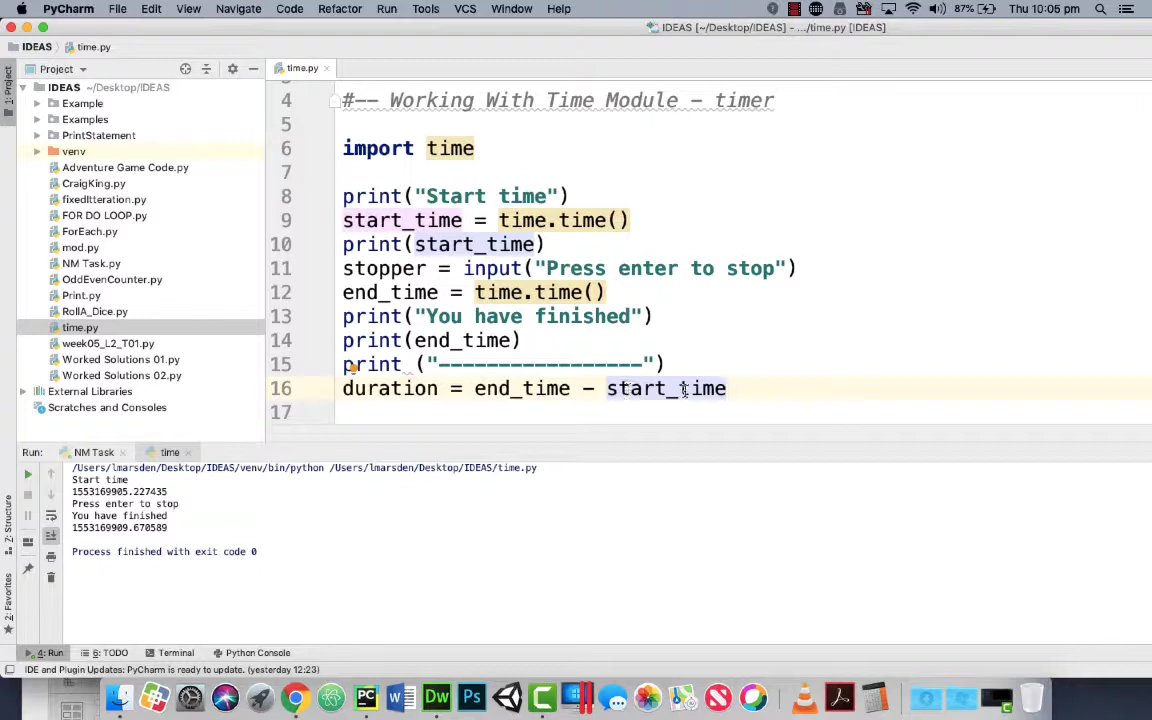 PyCharm File Edit View Navigate Code Refactor Run Tools VCS Window Help 87% Thu 10:05 pm
IDEAS [~/Desktop/IDEAS] - .../time.py [IDEAS]
IDEAS time.py
1: Project
Project
time.py
IDEAS ~/Desktop/IDEAS
Example
Examples
PrintStatement
venv
Adventure Game Code.py
CraigKing.py
fixedItteration.py
FOR DO LOOP.py
ForEach.py
mod.py
NM Task.py
OddEvenCounter.py
Print.py
RollA_Dice.py
time.py
week05_L2_T01.py
Worked Solutions 01.py
Worked Solutions 02.py
External Libraries
Scratches and Consoles
4 #-- Working With Time Module - timer
5
6 import time
7
8 print("Start time")
9 start_time = time.time()
10 print(start_time)
11 stopper = input("Press enter to stop")
12 end_time = time.time()
13 print("You have finished")
14 print(end_time)
15 print ("-----------------")
16 duration = end_time - start_time
17
Run: NM Task time
/Users/lmarsden/Desktop/IDEAS/venv/bin/python /Users/lmarsden/Desktop/IDEAS/time.py
Start time
1553169905.227435
Press enter to stop
You have finished
1553169909.670589
Process finished with exit code 0
Z: Structure
2: Favorites
4: Run 6: TODO Terminal Python Console
IDE and Plugin Updates: PyCharm is ready to update. (yesterday 12:23)
PC W Dw Ps C